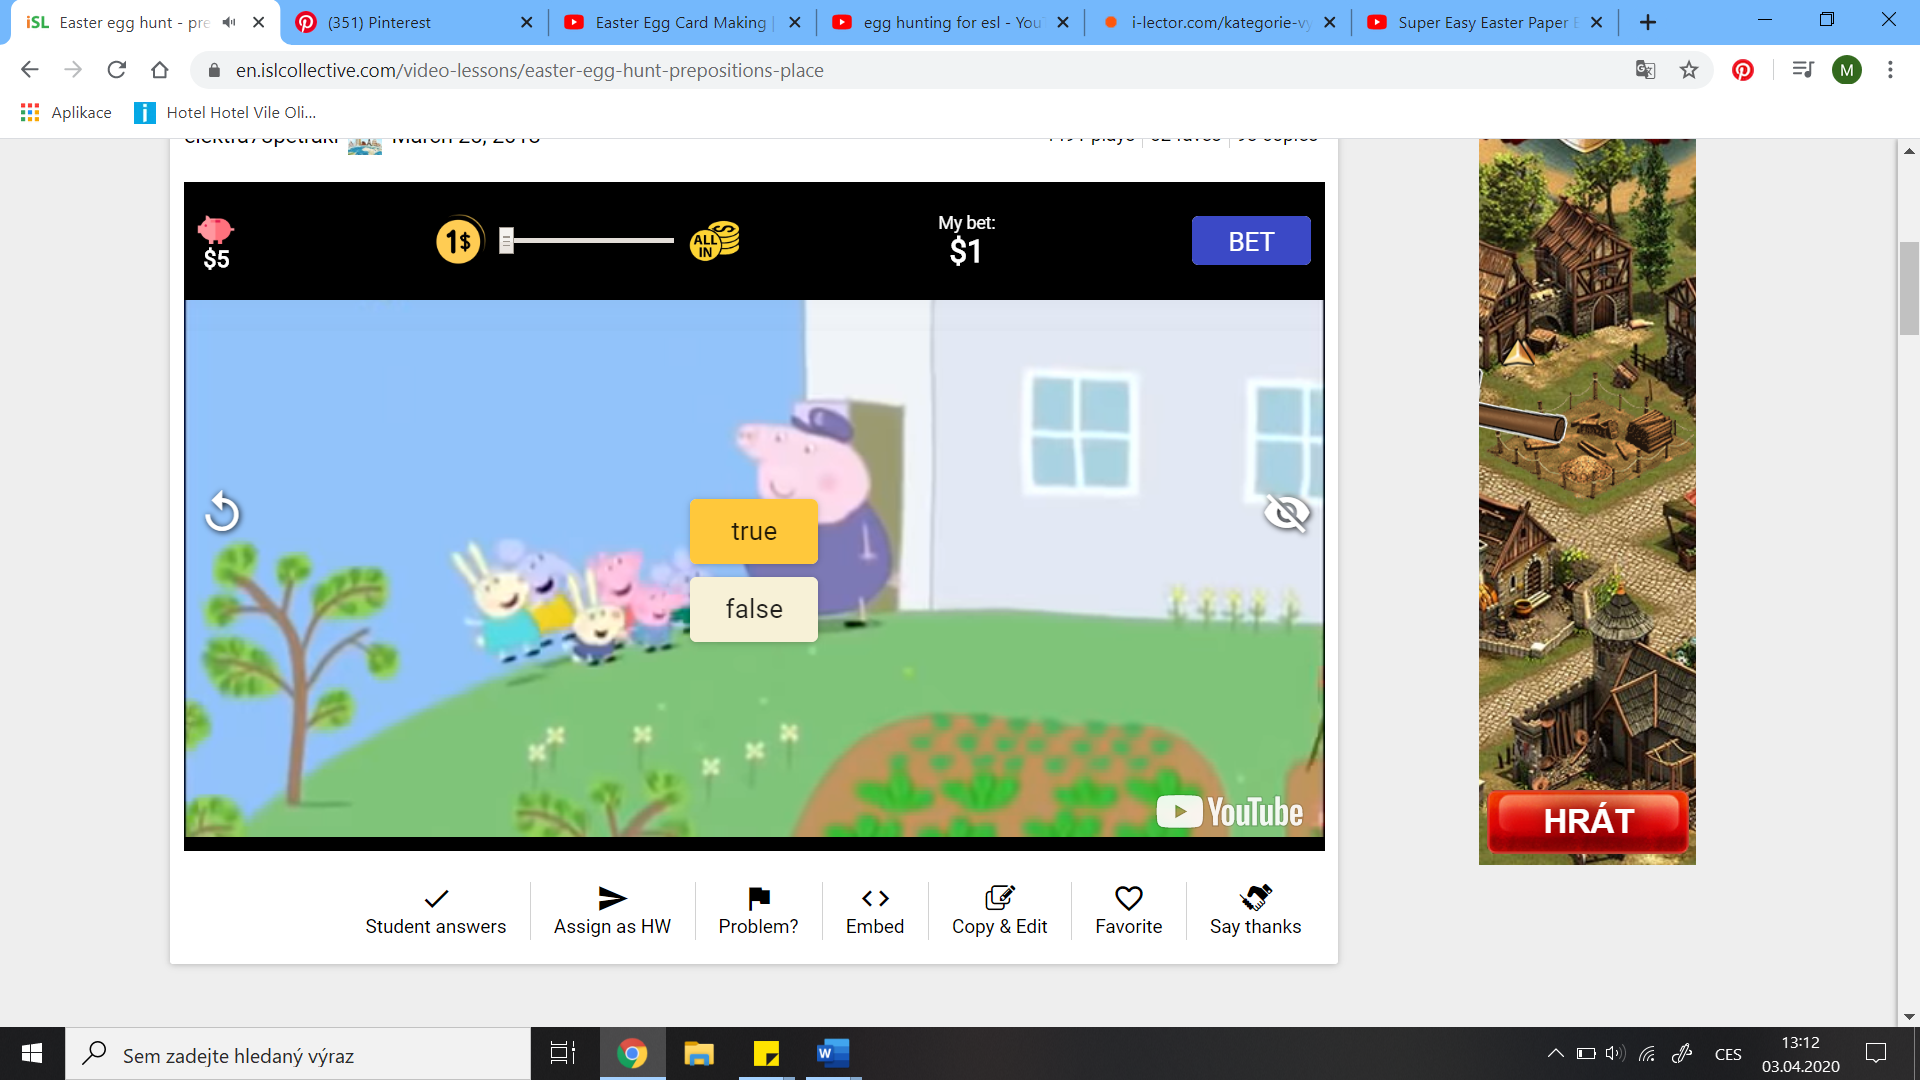 iSL Easter egg hunt - pre
(351) Pinterest
Easter Egg Card Making |
egg hunting for esl - You
i-lector.com/kategorie-vy
Super Easy Easter Paper
en.islcollective.com/video-lessons/easter-egg-hunt-prepositions-place
M
Aplikace
Hotel Hotel Vile Oli...
$5
1$
ALL IN
My bet:
$1
BET
true
false
YouTube
HRÁT
Student answers
Assign as HW
Problem?
Embed
Copy & Edit
Favorite
Say thanks
Sem zadejte hledaný výraz
CES
13:12
03.04.2020